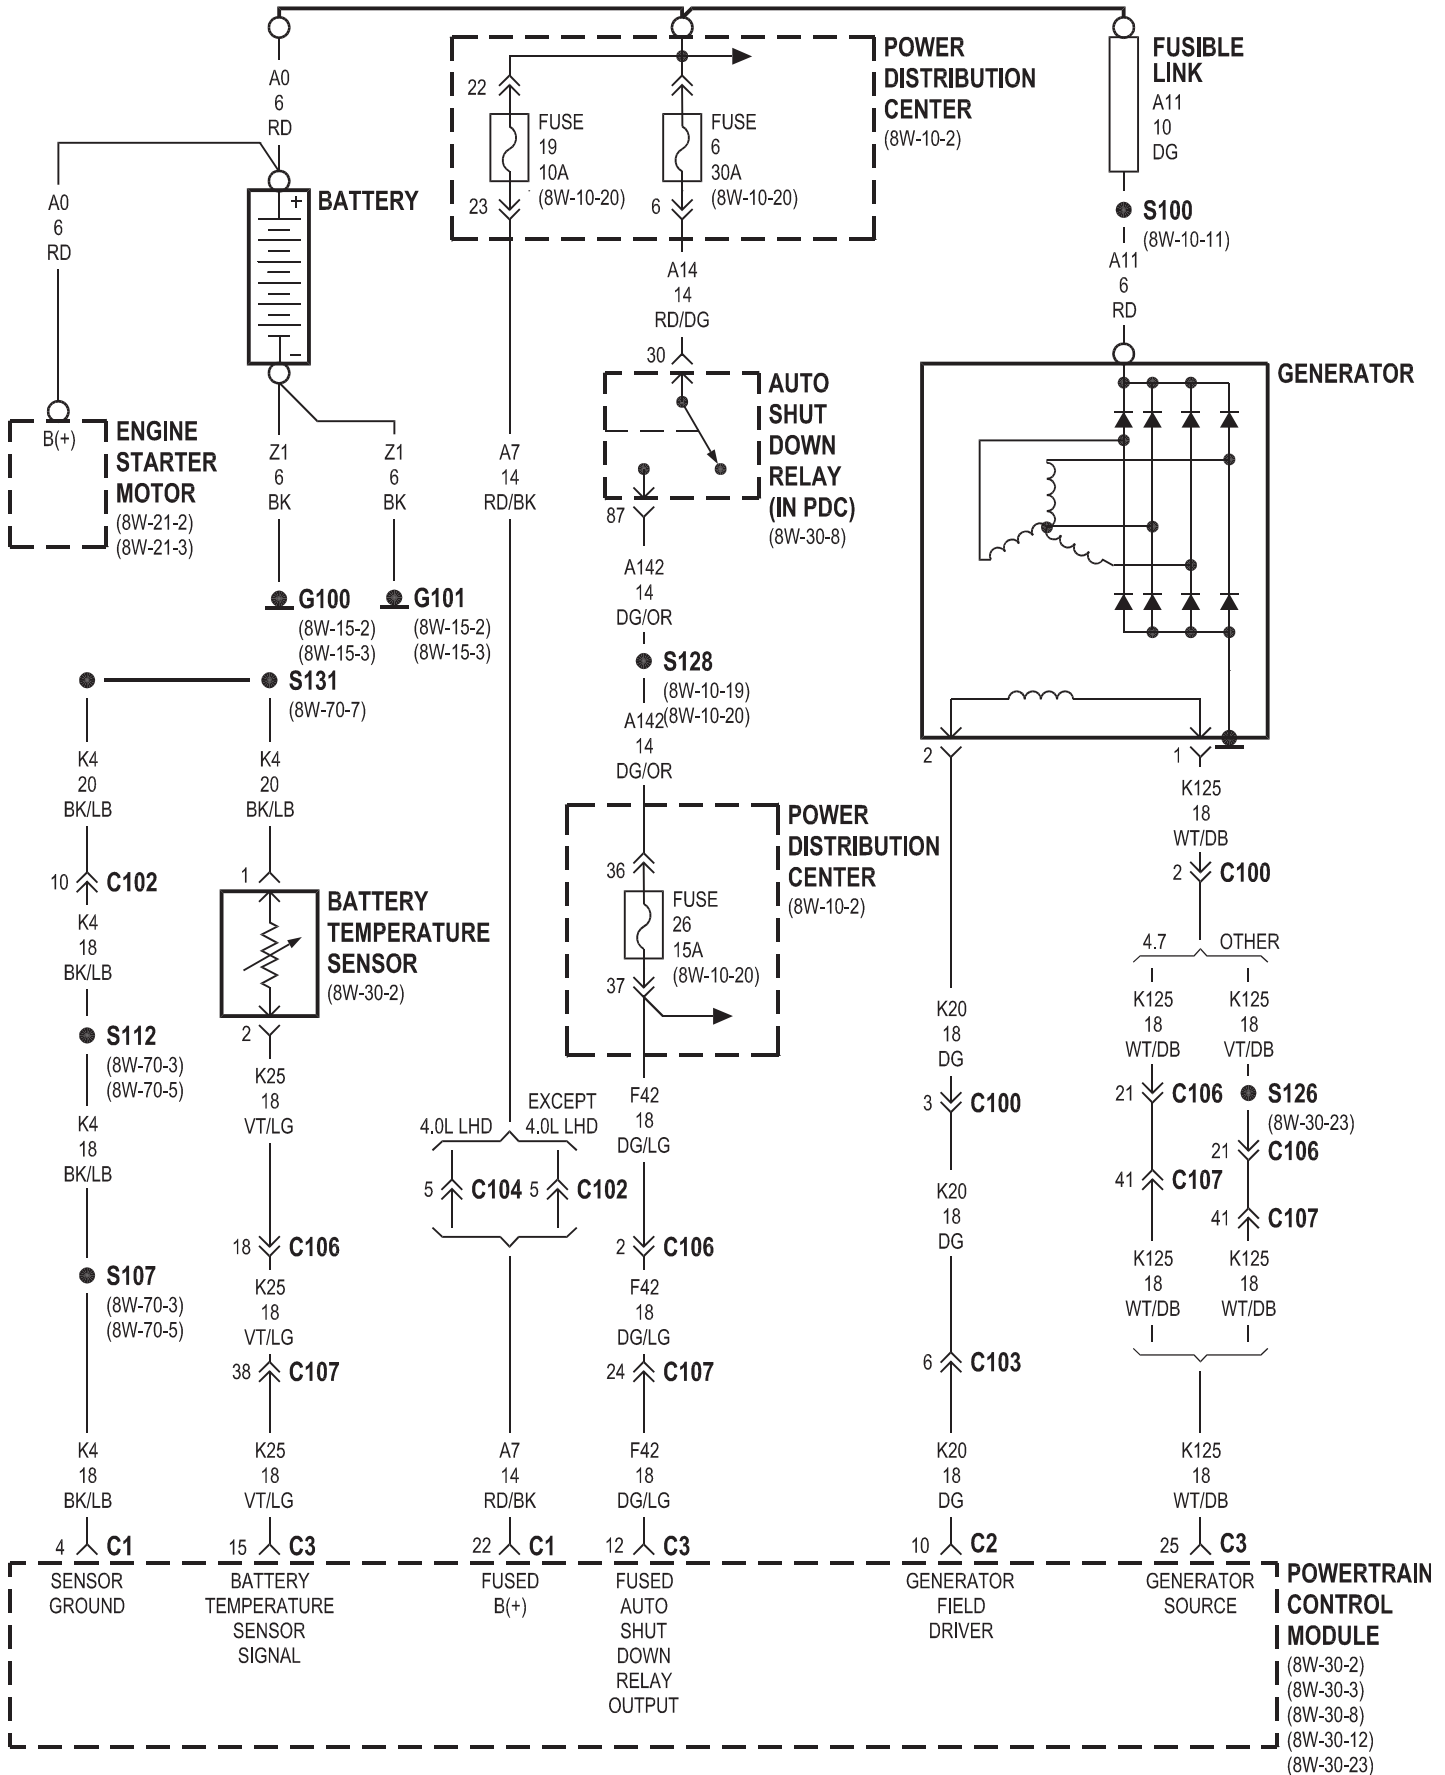 A0
6
RD
A0
6
RD
+
BATTERY
−
B(+)
ENGINE
STARTER
MOTOR
(8W-21-2)
(8W-21-3)
Z1
6
BK
Z1
6
BK
G100
(8W-15-2)
(8W-15-3)
G101
(8W-15-2)
(8W-15-3)
POWER
DISTRIBUTION
CENTER
(8W-10-2)
22
FUSE
19
10A
(8W-10-20)
23
FUSE
6
30A
(8W-10-20)
6
FUSIBLE
LINK
A11
10
DG
S100
(8W-10-11)
A11
6
RD
GENERATOR
A14
14
RD/DG
30
AUTO
SHUT
DOWN
RELAY
(IN PDC)
(8W-30-8)
87
A7
14
RD/BK
A142
14
DG/OR
S128
(8W-10-19)
(8W-10-20)
A142
14
DG/OR
S131
(8W-70-7)
K4
20
BK/LB
K4
20
BK/LB
10
C102
K4
18
BK/LB
S112
(8W-70-3)
(8W-70-5)
K4
18
BK/LB
S107
(8W-70-3)
(8W-70-5)
K4
18
BK/LB
4
C1
1
BATTERY
TEMPERATURE
SENSOR
(8W-30-2)
2
K25
18
VT/LG
18
C106
K25
18
VT/LG
38
C107
K25
18
VT/LG
15
C3
4.0L LHD
EXCEPT
4.0L LHD
5
C104
5
C102
A7
14
RD/BK
22
C1
POWER
DISTRIBUTION
CENTER
(8W-10-2)
36
FUSE
26
15A
(8W-10-20)
37
F42
18
DG/LG
2
C106
F42
18
DG/LG
24
C107
F42
18
DG/LG
12
C3
2
K20
18
DG
3
C100
K20
18
DG
6
C103
K20
18
DG
10
C2
1
K125
18
WT/DB
2
C100
4.7
OTHER
K125
18
WT/DB
K125
18
VT/DB
21
C106
S126
(8W-30-23)
21
C106
41
C107
41
C107
K125
18
WT/DB
K125
18
WT/DB
K125
18
WT/DB
25
C3
SENSOR
GROUND
BATTERY
TEMPERATURE
SENSOR
SIGNAL
FUSED
B(+)
FUSED
AUTO
SHUT
DOWN
RELAY
OUTPUT
GENERATOR
FIELD
DRIVER
GENERATOR
SOURCE
POWERTRAIN
CONTROL
MODULE
(8W-30-2)
(8W-30-3)
(8W-30-8)
(8W-30-12)
(8W-30-23)